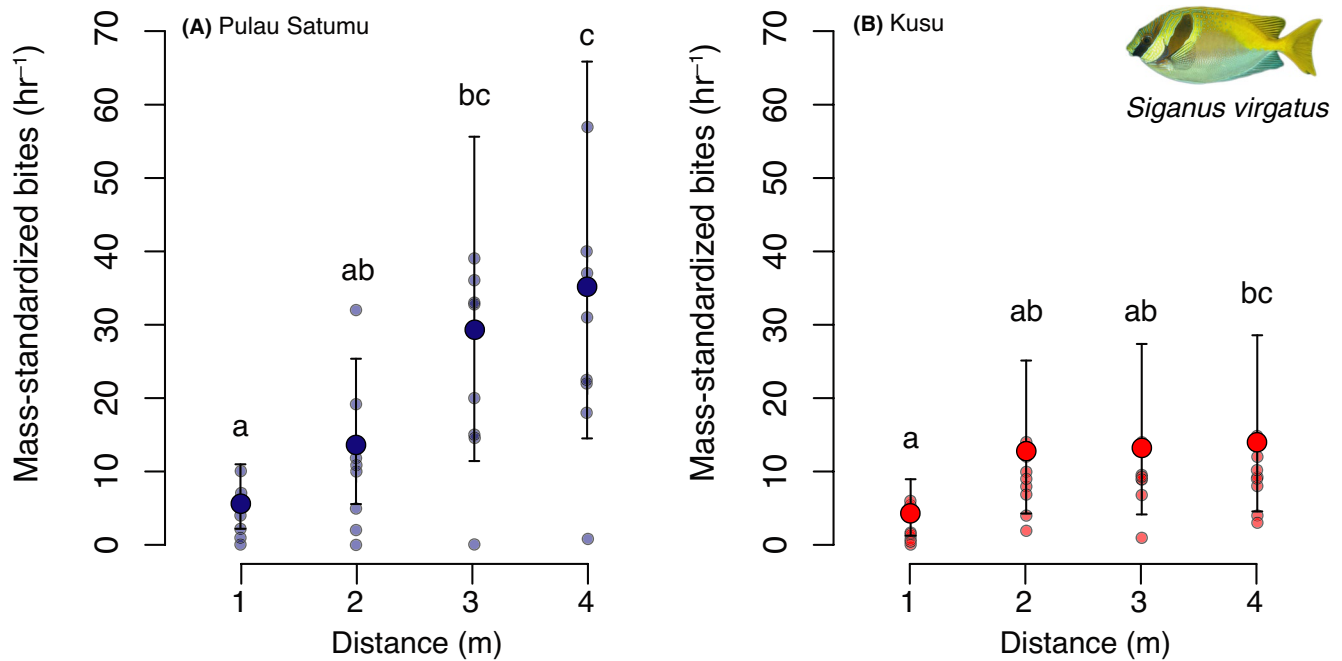 (A) Pulau Satumu
Mass-standardized bites (hr⁻¹)
70
60
50
40
30
20
10
0
a
ab
bc
c
1 2 3 4
Distance (m)
(B) Kusu
Siganus virgatus
Mass-standardized bites (hr⁻¹)
70
60
50
40
30
20
10
0
a
ab
ab
bc
1 2 3 4
Distance (m)